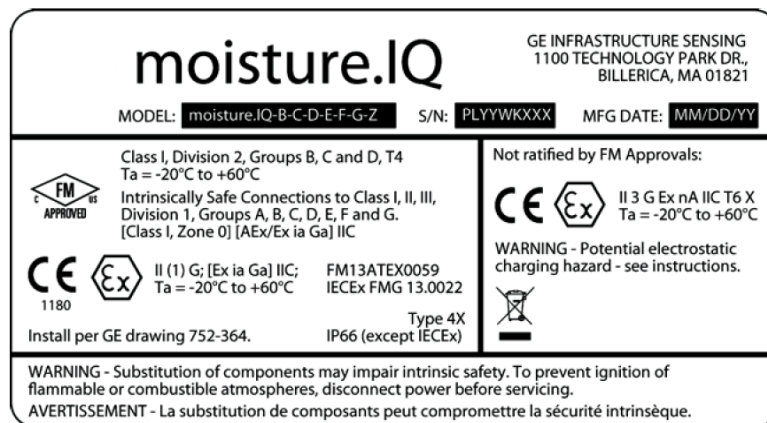 moisture.IQ
GE INFRASTRUCTURE SENSING
1100 TECHNOLOGY PARK DR.,
BILLERICA, MA 01821
MODEL: moisture.IQ-B-C-D-E-F-G-Z S/N: PLYYWKXXX MFG DATE: MM/DD/YY
C FM US
APPROVED
Class I, Division 2, Groups B, C and D, T4
Ta = -20°C to +60°C
Intrinsically Safe Connections to Class I, II, III,
Division 1, Groups A, B, C, D, E, F and G.
[Class I, Zone 0] [AEx/Ex ia Ga] IIC
CE
1180
Ex
II (1) G; [Ex ia Ga] IIC;
Ta = -20°C to +60°C
FM13ATEX0059
IECEx FMG 13.0022
Type 4X
Install per GE drawing 752-364.
IP66 (except IECEx)
Not ratified by FM Approvals:
CE
Ex
II 3 G Ex nA IIC T6 X
Ta = -20°C to +60°C
WARNING - Potential electrostatic
charging hazard - see instructions.
WARNING - Substitution of components may impair intrinsic safety. To prevent ignition of
flammable or combustible atmospheres, disconnect power before servicing.
AVERTISSEMENT - La substitution de composants peut compromettre la sécurité intrinsèque.